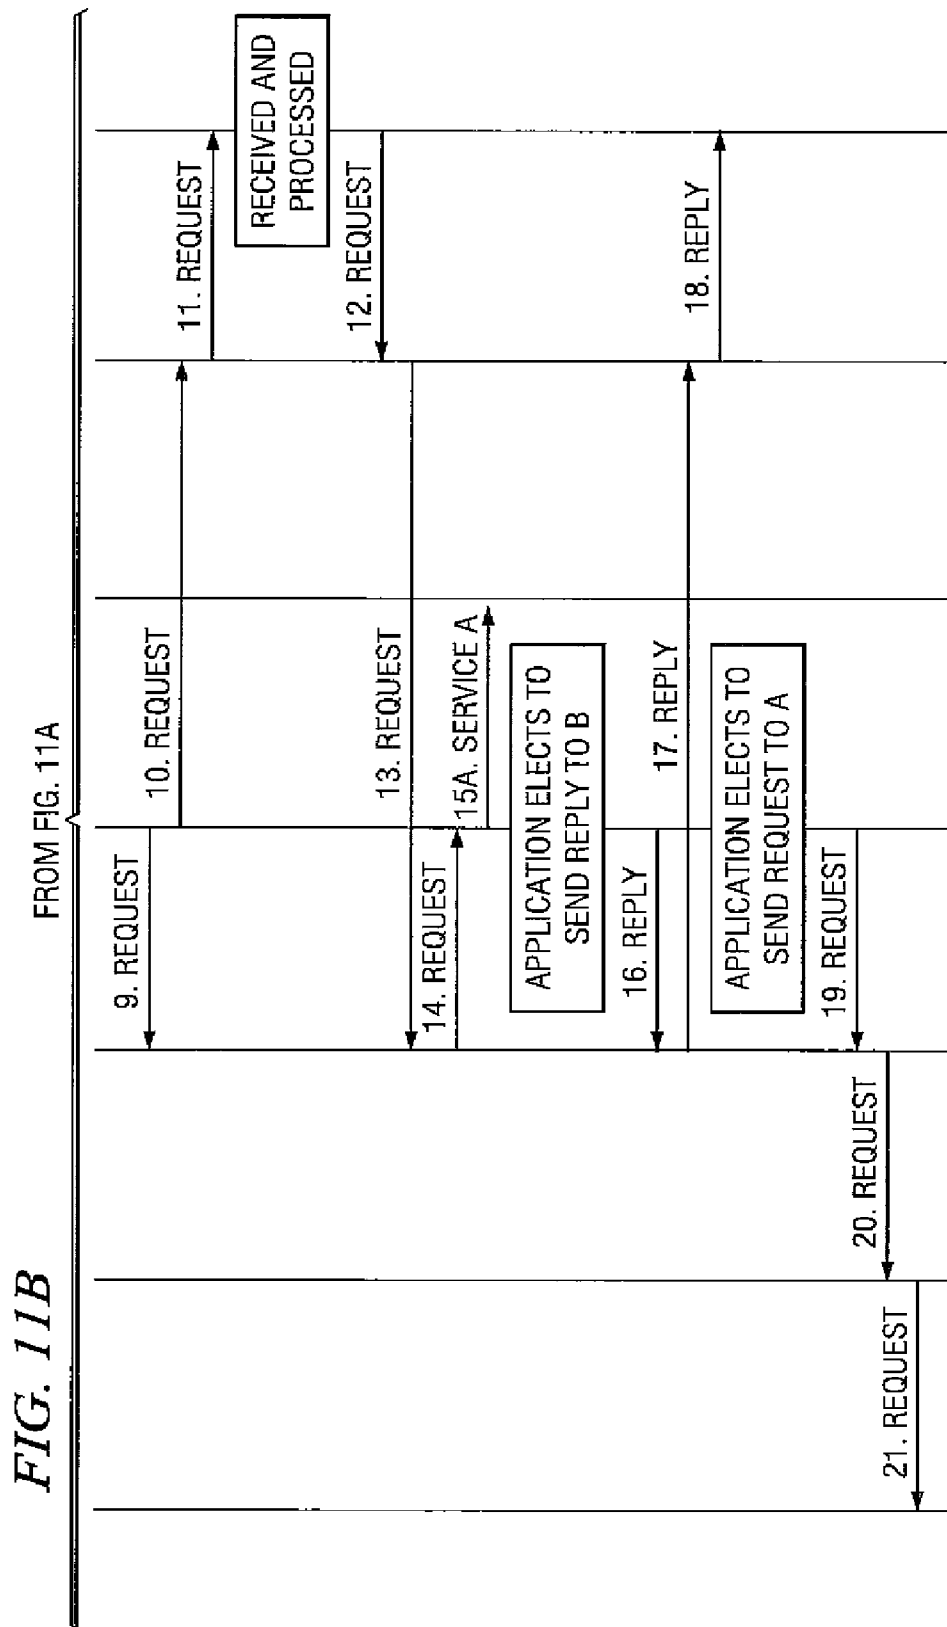 FIG. 11B
FROM FIG. 11A
9. REQUEST
10. REQUEST
11. REQUEST
RECEIVED AND
PROCESSED
12. REQUEST
13. REQUEST
14. REQUEST
15A. SERVICE A
APPLICATION ELECTS TO
SEND REPLY TO B
16. REPLY
17. REPLY
18. REPLY
APPLICATION ELECTS TO
SEND REQUEST TO A
19. REQUEST
20. REQUEST
21. REQUEST